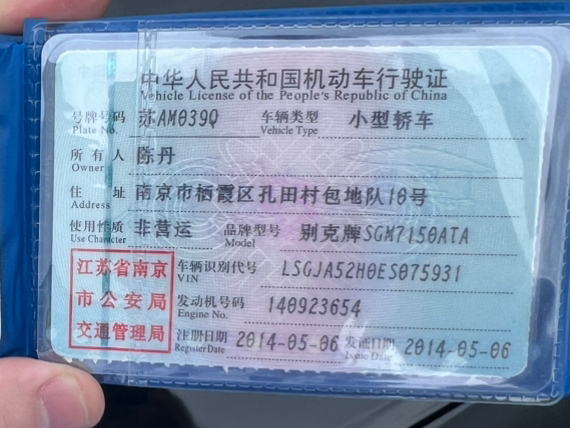 中华人民共和国机动车行驶证
Vehicle License of the People's Republic of China
号牌号码 苏AM039Q 车辆类型 小型轿车
Plate No. Vehicle Type
所有人 陈丹
Owner
住址 南京市栖霞区孔田村包地队10号
Address
使用性质 非营运 品牌型号 别克牌SGM7150ATA
Use Character Model
江苏省南京 车辆识别代号 LSGJA52H0ES075931
VIN
市公安局 发动机号码 140923654
Engine No.
交通管理局 注册日期 2014-05-06 发证日期 2014-05-06
Register Date Issue Date